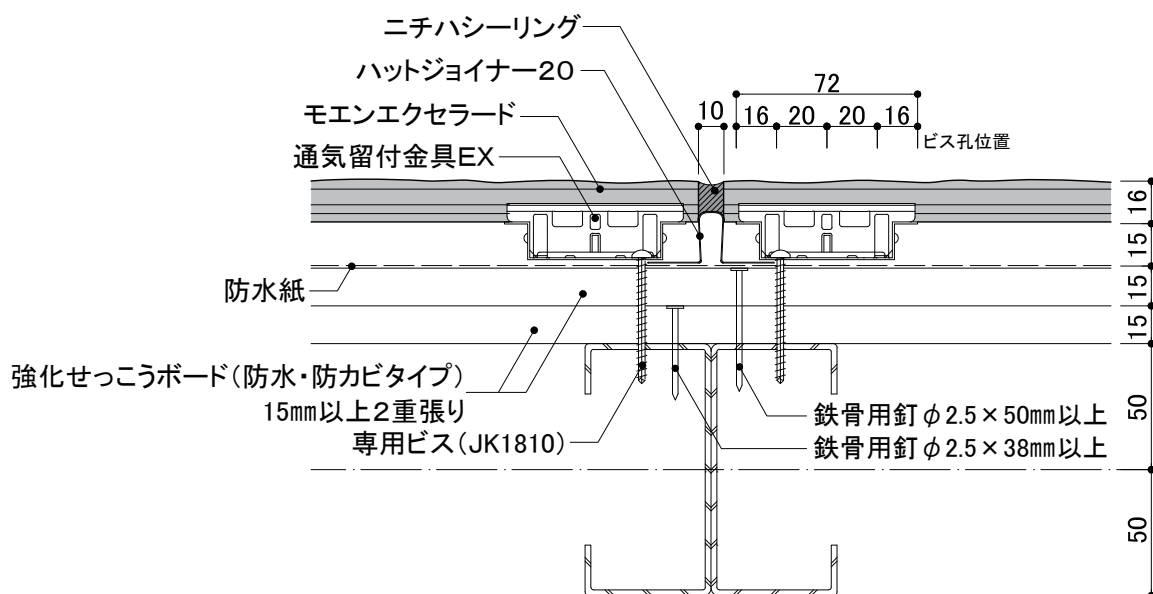 ニチハシーリング
ハットジョイナー20
モエンエクセラード
通気留付金具EX
72
10
16 20 20 16
ビス孔位置
16
15
防水紙
15
15
強化せっこうボード(防水・防カビタイプ)
15mm以上2重張り
専用ビス(JK1810)
鉄骨用釘φ2.5×50mm以上
鉄骨用釘φ2.5×38mm以上
50
50